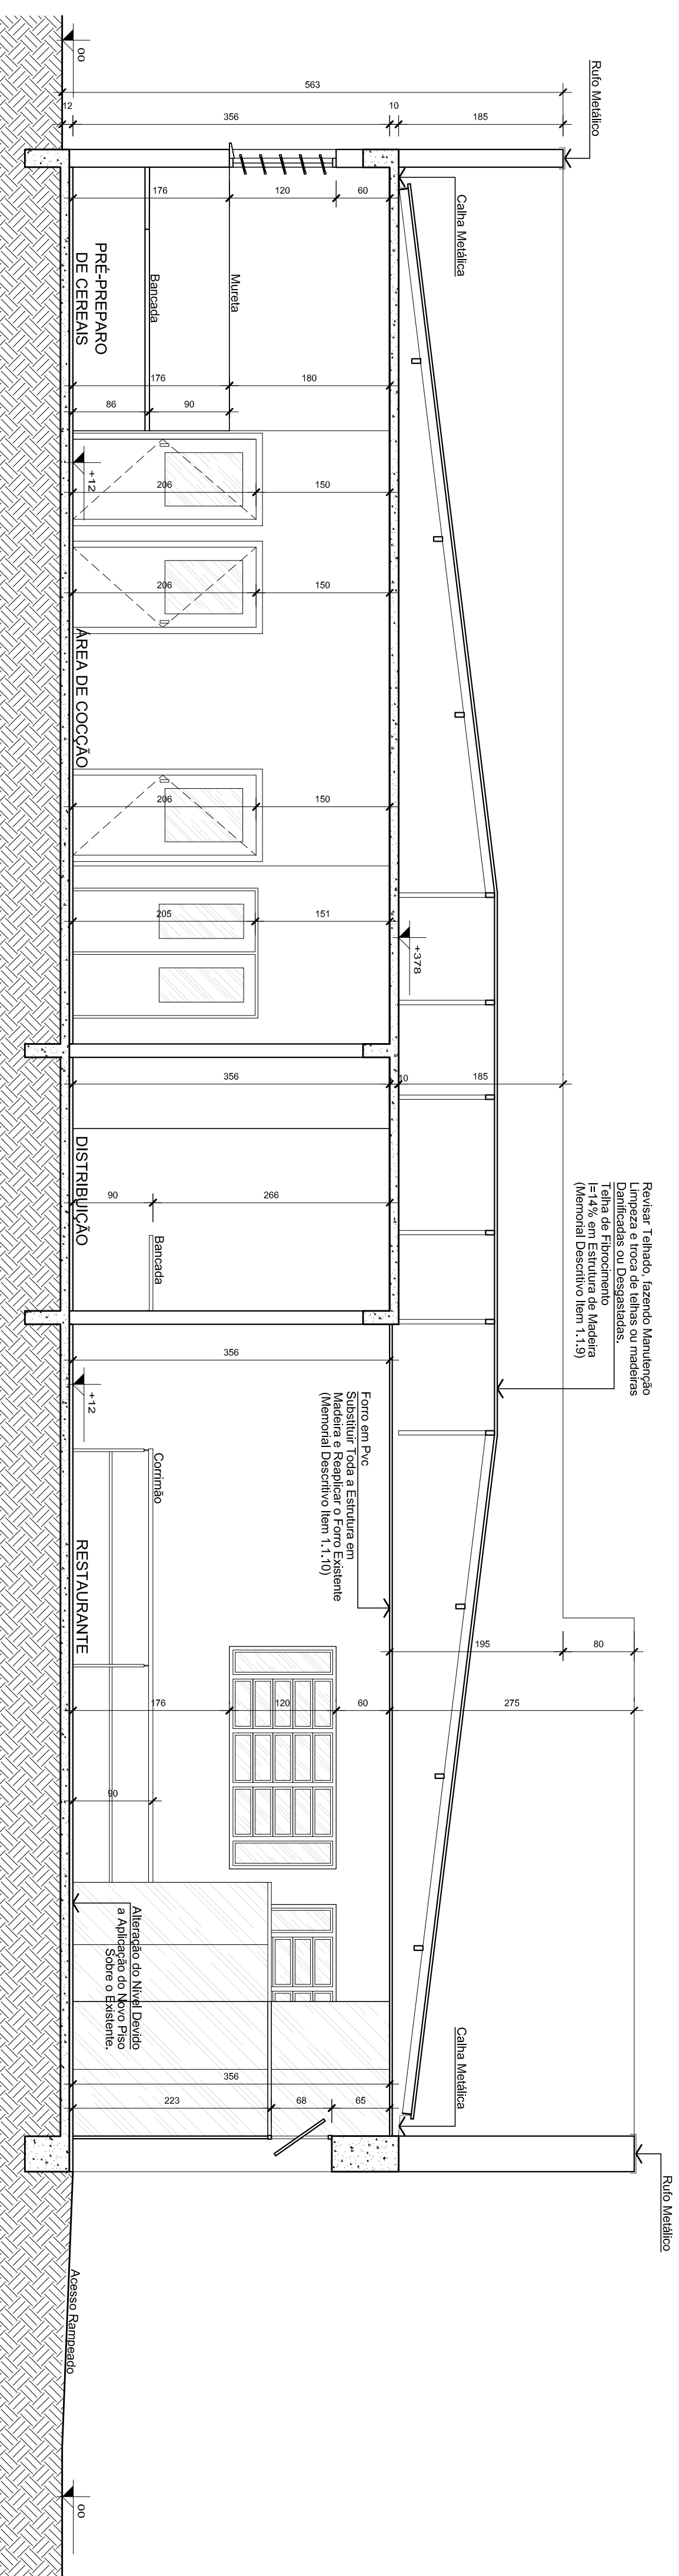 Rufo Metálico
563
12
356
10
185
Calha Metálica
176
120
60
Mureta
Bancada
PRÉ-PREPARO
DE CEREAIS
176
180
86
90
00
+12
206
150
206
150
ÁREA DE COCÇÃO
206
150
205
151
+378
356
10
185
DISTRIBUIÇÃO
90
266
Bancada
Revisar Telhado, fazendo Manutenção
Limpeza e troca de telhas ou madeiras
Danificadas ou Desgastadas.
Telha de Fibrocimento
I=14% em Estrutura de Madeira
(Memorial Descritivo Item 1.1.9)
356
+12
Forro em Pvc
Substituir Toda a Estrutura em
Madeira e Reaplicar o Forro Existente
(Memorial Descritivo Item 1.1.10)
Corrimão
RESTAURANTE
195
80
176
120
60
275
90
Alteração do Nível Devido
a Aplicação do Novo Piso
Sobre o Existente.
Calha Metálica
356
223
68
65
Rufo Metálico
Acesso Rampeado
00